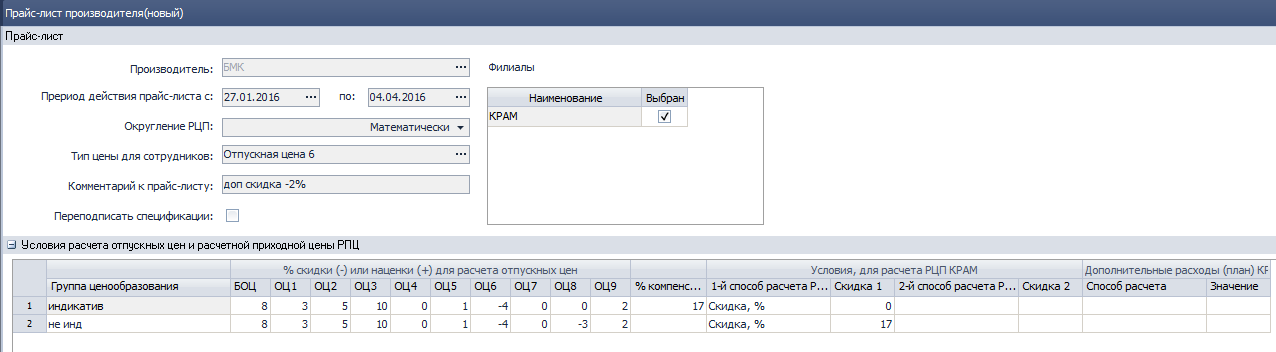 Прайс-лист производителя(новый)
Прайс-лист
Производитель: БМК ...
Филиалы
Прериод действия прайс-листа с: 27.01.2016 ... по: 04.04.2016 ...
Наименование Выбран
КРАМ
Округление РЦП: Математически
Тип цены для сотрудников: Отпускная цена 6 ...
Комментарий к прайс-листу: доп скидка -2%
Переподписать спецификации:
Условия расчета отпускных цен и расчетной приходной цены РПЦ
% скидки (-) или наценки (+) для расчета отпускных цен Условия, для расчета РЦП КРАМ Дополнительные расходы (план) КР
Группа ценообразования БОЦ ОЦ1 ОЦ2 ОЦ3 ОЦ4 ОЦ5 ОЦ6 ОЦ7 ОЦ8 ОЦ9 % компенс... 1-й способ расчета Р... Скидка 1 2-й способ расчета Р... Скидка 2 Способ расчета Значение
1 индикатив 8 3 5 10 0 1 -4 0 0 2 17 Скидка, % 0
2 не инд 8 3 5 10 0 1 -4 0 -3 2 Скидка, % 17